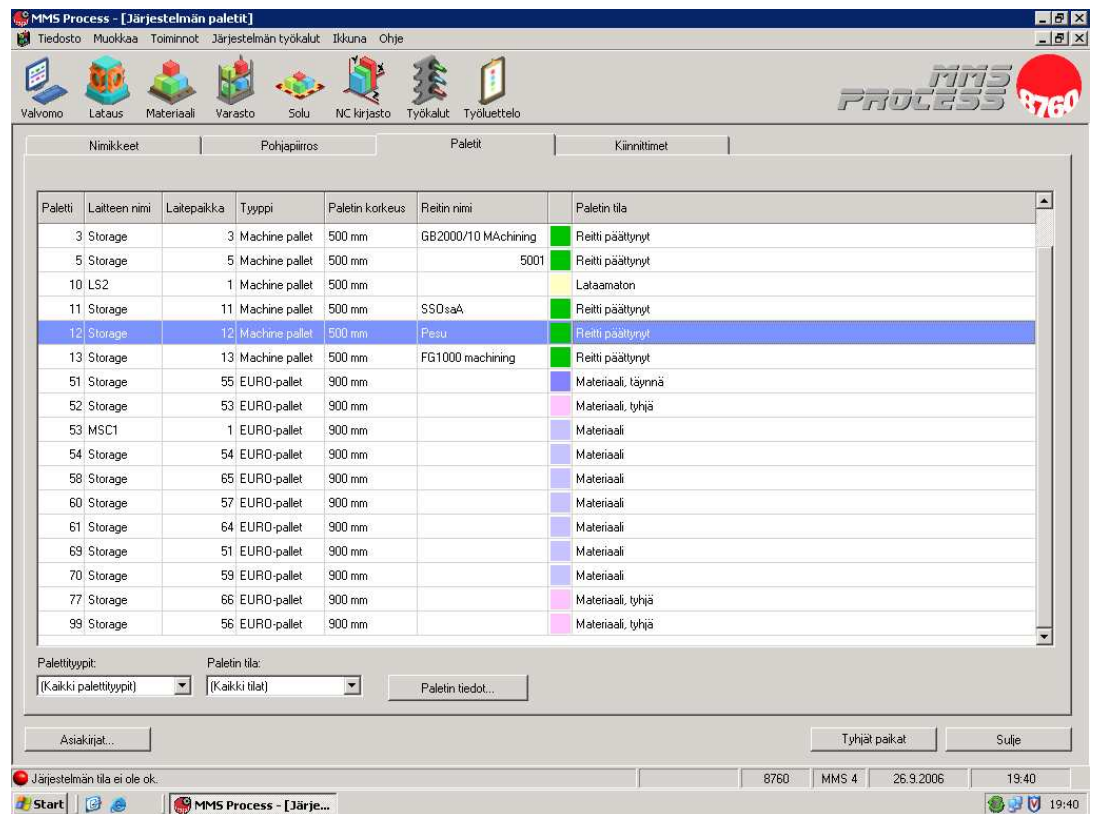 MMS Process - [Järjestelmän paletit]
Tiedosto Muokkaa Toiminnot Järjestelmän työkalut Ikkuna Ohje
Valvomo Lataus Materiaali Varasto Solu NC kirjasto Työkalut Työluettelo
MMS
PROCESS 8760
Nimikkeet Pohjapiirros Paletit Kiinnittimet
Paletti Laitteen nimi Laitepaikka Tyyppi Paletin korkeus Reitin nimi Paletin tila
3 Storage 3 Machine pallet 500 mm GB2000/10 MAchining Reitti päättynyt
5 Storage 5 Machine pallet 500 mm 5001 Reitti päättynyt
10 LS2 1 Machine pallet 500 mm Lataamaton
11 Storage 11 Machine pallet 500 mm SSOsaA Reitti päättynyt
12 Storage 12 Machine pallet 500 mm Pesu Reitti päättynyt
13 Storage 13 Machine pallet 500 mm FG1000 machining Reitti päättynyt
51 Storage 55 EURO-pallet 900 mm Materiaali, täynnä
52 Storage 53 EURO-pallet 900 mm Materiaali, tyhjä
53 MSC1 1 EURO-pallet 900 mm Materiaali
54 Storage 54 EURO-pallet 900 mm Materiaali
58 Storage 65 EURO-pallet 900 mm Materiaali
60 Storage 57 EURO-pallet 900 mm Materiaali
61 Storage 64 EURO-pallet 900 mm Materiaali
69 Storage 51 EURO-pallet 900 mm Materiaali
70 Storage 59 EURO-pallet 900 mm Materiaali
77 Storage 66 EURO-pallet 900 mm Materiaali, tyhjä
99 Storage 56 EURO-pallet 900 mm Materiaali, tyhjä
Palettityypit: Paletin tila:
(Kaikki palettityypit) (Kaikki tilat) Paletin tiedot...
Asiakirjat... Tyhjät paikat Sulje
Järjestelmän tila ei ole ok. 8760 MMS 4 26.9.2006 19:40
Start MMS Process - [Järje... 19:40